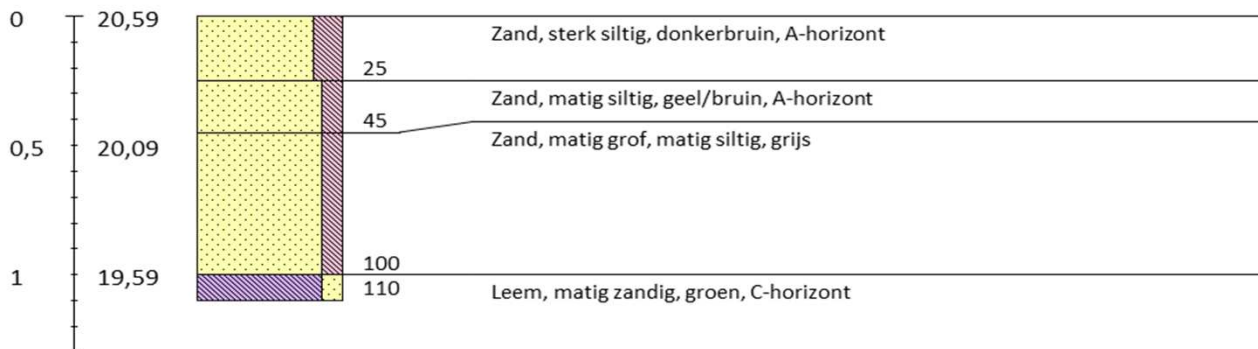 0 20,59 Zand, sterk siltig, donkerbruin, A-horizont
25
Zand, matig siltig, geel/bruin, A-horizont
45
0,5 20,09 Zand, matig grof, matig siltig, grijs
100
1 19,59
110 Leem, matig zandig, groen, C-horizont